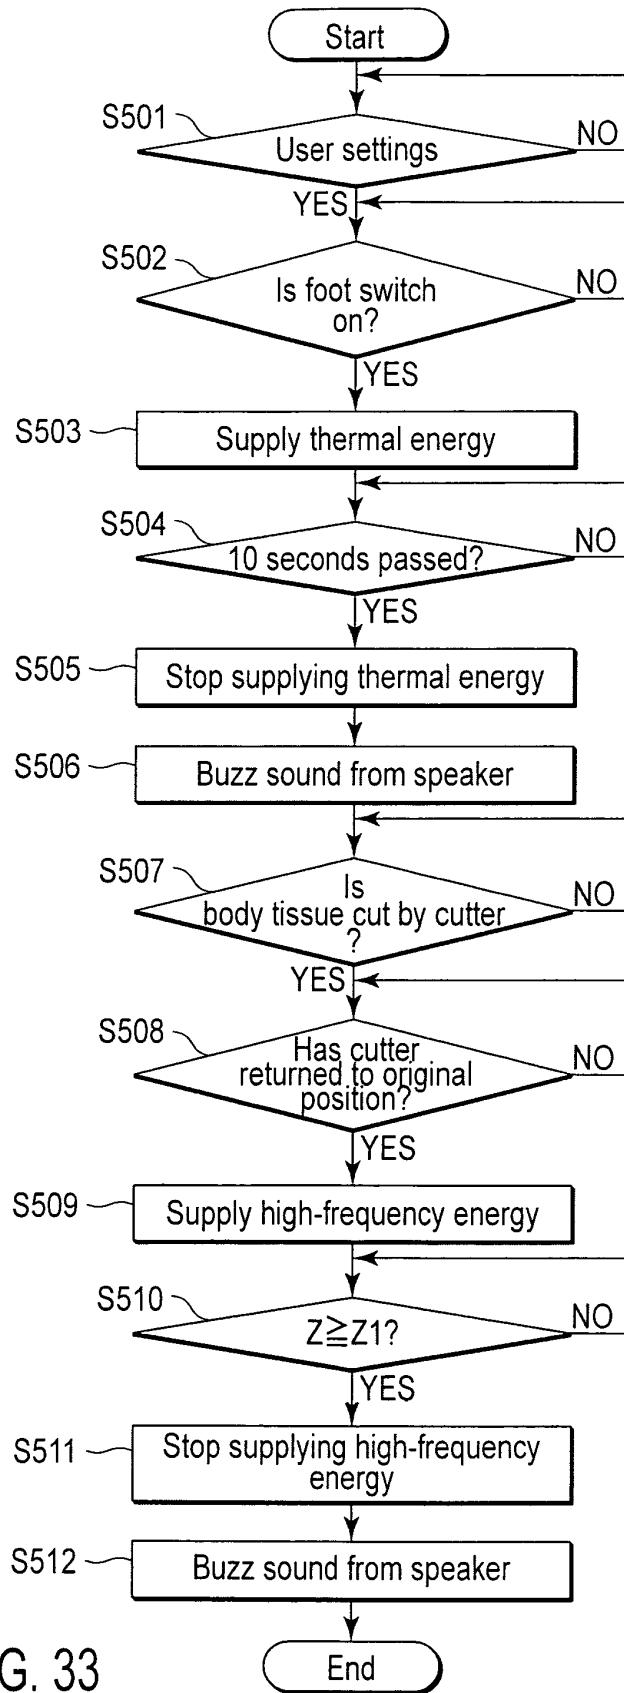 Start
S501
User settings
NO
YES
S502
Is foot switch
on?
NO
YES
S503
Supply thermal energy
S504
10 seconds passed?
NO
YES
S505
Stop supplying thermal energy
S506
Buzz sound from speaker
S507
Is
body tissue cut by cutter
?
NO
YES
S508
Has cutter
returned to original
position?
NO
YES
S509
Supply high-frequency energy
S510
Z≧Z1?
NO
YES
S511
Stop supplying high-frequency
energy
S512
Buzz sound from speaker
End
G. 33